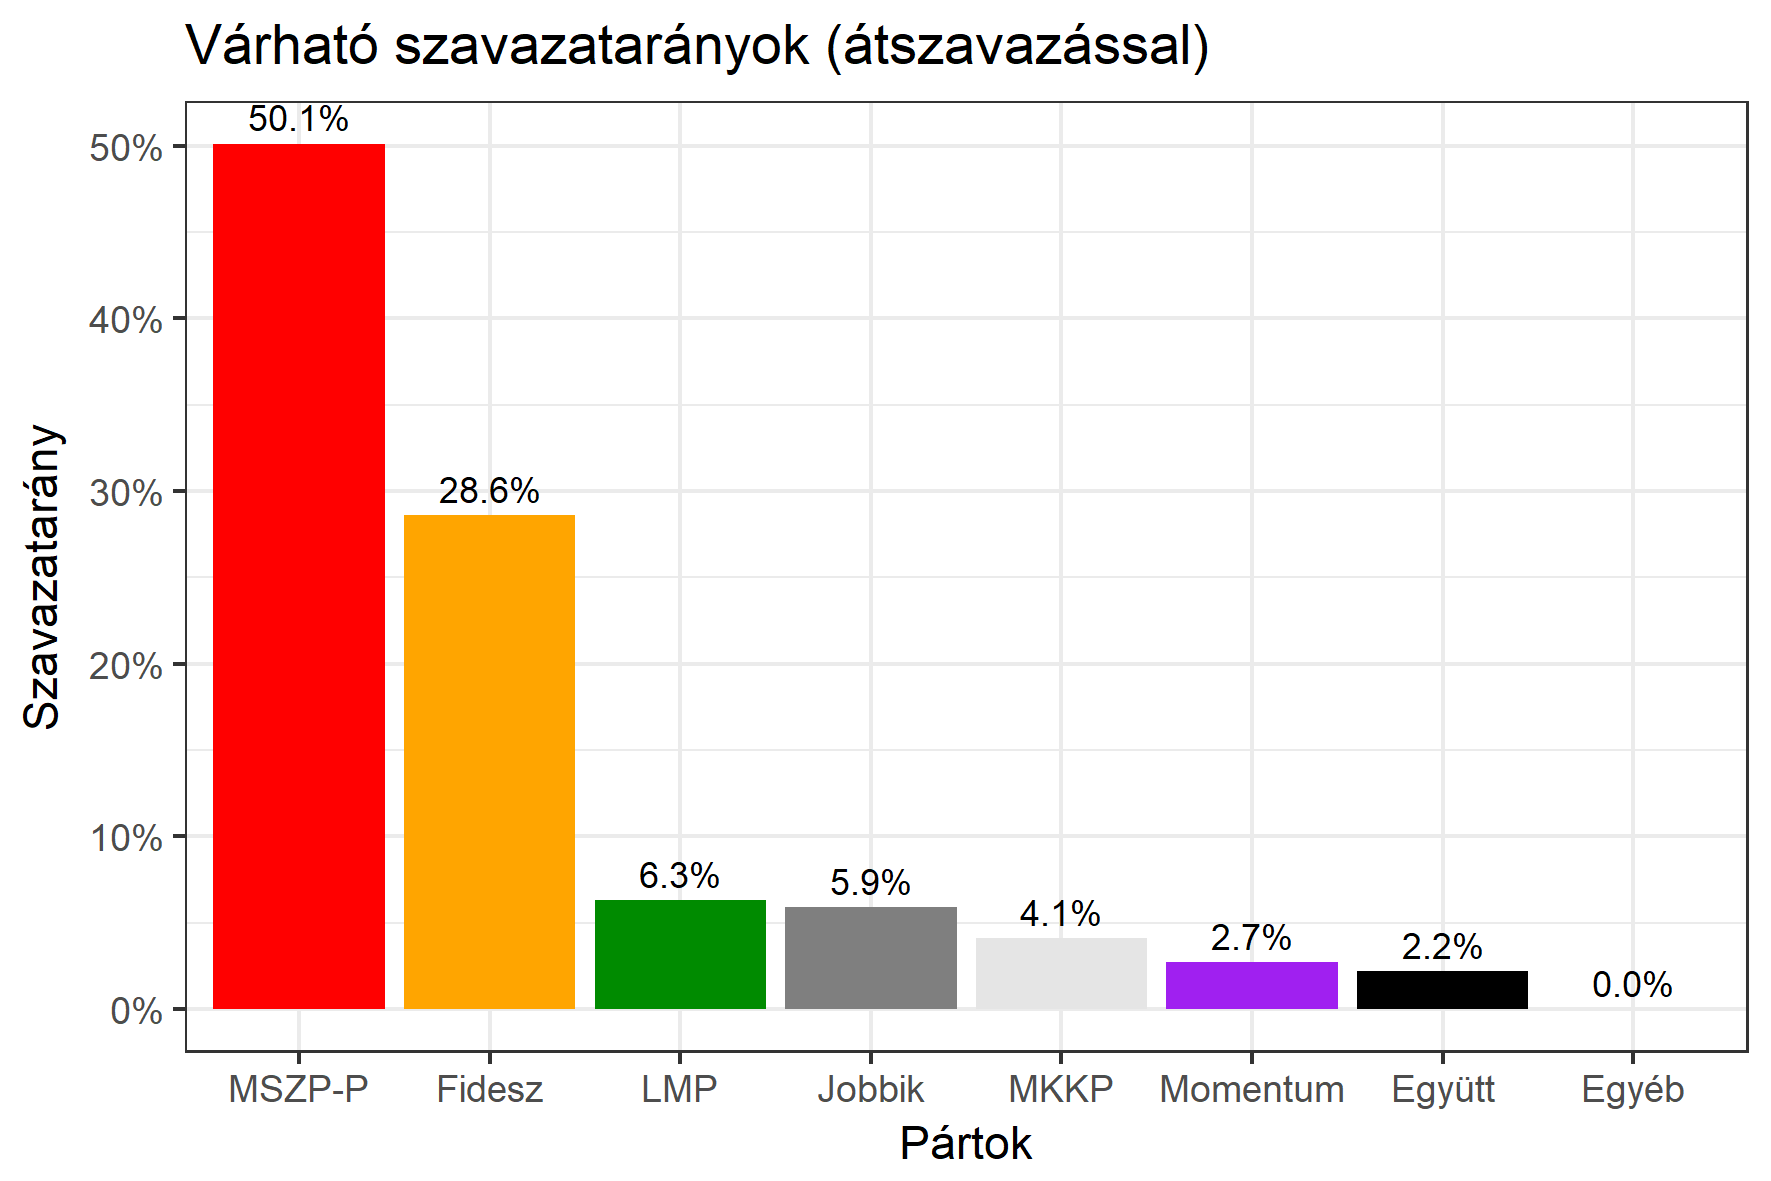 Várható szavazatarányok (átszavazással)
Szavazatarány
50%
40%
30%
20%
10%
0%
50.1%
28.6%
6.3%
5.9%
4.1%
2.7%
2.2%
0.0%
MSZP-P
Fidesz
LMP
Jobbik
MKKP
Momentum
Együtt
Egyéb
Pártok